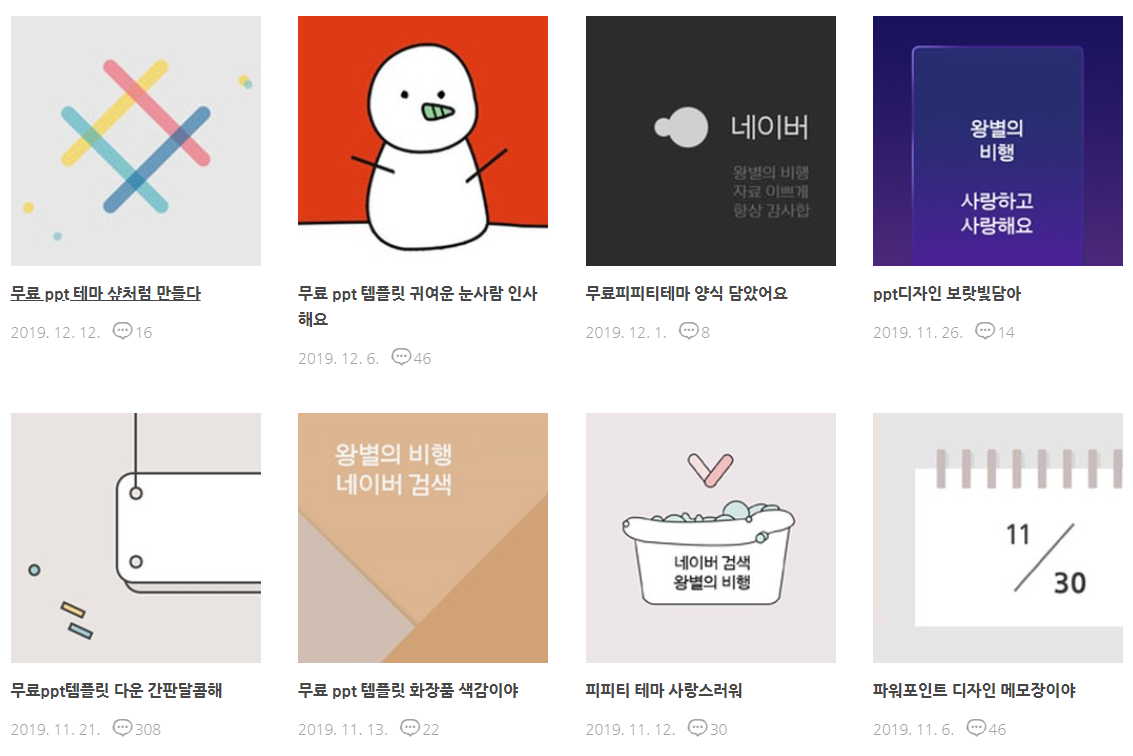 네이버
왕별의 비행
자료 이쁘게
항상 감사합
왕별의
비행
사랑하고
사랑해요
무료 ppt 테마 샾처럼 만들다
2019. 12. 12. 16
무료 ppt 템플릿 귀여운 눈사람 인사
해요
2019. 12. 6. 46
무료피피티테마 양식 담았어요
2019. 12. 1. 8
ppt디자인 보랏빛담아
2019. 11. 26. 14
왕별의 비행
네이버 검색
네이버 검색
왕별의 비행
11
30
무료ppt템플릿 다운 간판달콤해
2019. 11. 21. 308
무료 ppt 템플릿 화장품 색감이야
2019. 11. 13. 22
피피티 테마 사랑스러워
2019. 11. 12. 30
파워포인트 디자인 메모장이야
2019. 11. 6. 46